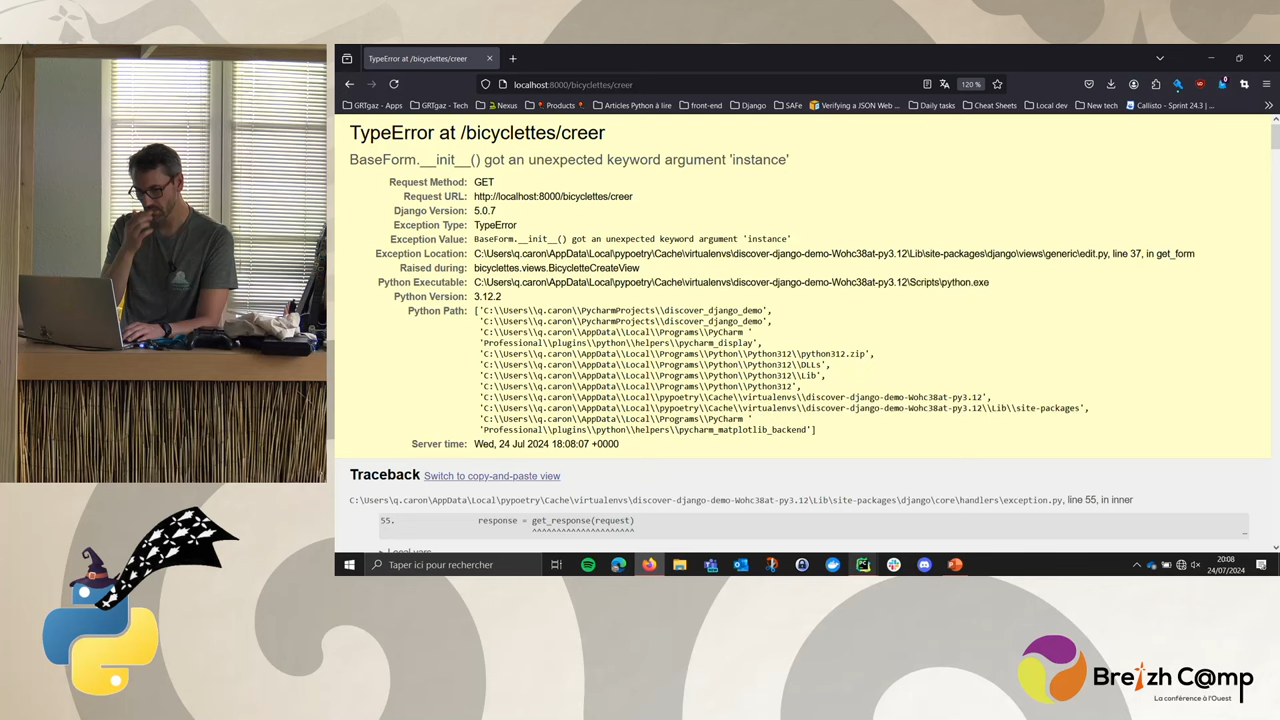 TypeError at /bicyclettes/creer
localhost:8000/bicyclettes/creer
120 %
GRTgaz - Apps
GRTgaz - Tech
Nexus
Products
Articles Python à lire
front-end
Django
SAFe
Verifying a JSON Web ...
Daily tasks
Cheat Sheets
Local dev
New tech
Callisto - Sprint 24.3 | ...
TypeError at /bicyclettes/creer
BaseForm.__init__() got an unexpected keyword argument 'instance'
Request Method: GET
Request URL: http://localhost:8000/bicyclettes/creer
Django Version: 5.0.7
Exception Type: TypeError
Exception Value: BaseForm.__init__() got an unexpected keyword argument 'instance'
Exception Location: C:\Users\q.caron\AppData\Local\pypoetry\Cache\virtualenvs\discover-django-demo-Wohc38at-py3.12\Lib\site-packages\django\views\generic\edit.py, line 37, in get_form
Raised during: bicyclettes.views.BicycletteCreateView
Python Executable: C:\Users\q.caron\AppData\Local\pypoetry\Cache\virtualenvs\discover-django-demo-Wohc38at-py3.12\Scripts\python.exe
Python Version: 3.12.2
Python Path: ['C:\\Users\\q.caron\\PycharmProjects\\discover_django_demo',
'C:\\Users\\q.caron\\PycharmProjects\\discover_django_demo',
'C:\\Users\\q.caron\\AppData\\Local\\Programs\\PyCharm '
'Professional\\plugins\\python\\helpers\\pycharm_display',
'C:\\Users\\q.caron\\AppData\\Local\\Programs\\Python\\Python312\\python312.zip',
'C:\\Users\\q.caron\\AppData\\Local\\Programs\\Python\\Python312\\DLLs',
'C:\\Users\\q.caron\\AppData\\Local\\Programs\\Python\\Python312\\Lib',
'C:\\Users\\q.caron\\AppData\\Local\\Programs\\Python\\Python312',
'C:\\Users\\q.caron\\AppData\\Local\\pypoetry\\Cache\\virtualenvs\\discover-django-demo-Wohc38at-py3.12',
'C:\\Users\\q.caron\\AppData\\Local\\pypoetry\\Cache\\virtualenvs\\discover-django-demo-Wohc38at-py3.12\\Lib\\site-packages',
'C:\\Users\\q.caron\\AppData\\Local\\Programs\\PyCharm '
'Professional\\plugins\\python\\helpers\\pycharm_matplotlib_backend']
Server time: Wed, 24 Jul 2024 18:08:07 +0000
Traceback Switch to copy-and-paste view
C:\Users\q.caron\AppData\Local\pypoetry\Cache\virtualenvs\discover-django-demo-Wohc38at-py3.12\Lib\site-packages\django\core\handlers\exception.py, line 55, in inner
55. response = get_response(request)
^^^^^^^^^^^^^^^^^^^^^
Taper ici pour rechercher
20:08
24/07/2024
Breizh C@mp
La conférence à l'Ouest